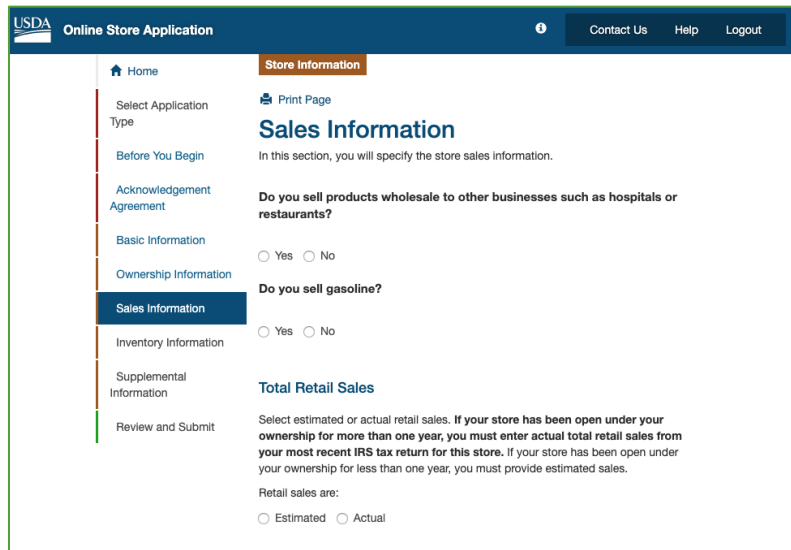 USDA
Online Store Application
Contact Us Help Logout
Home
Select Application
Type
Before You Begin
Acknowledgement
Agreement
Basic Information
Ownership Information
Sales Information
Inventory Information
Supplemental
Information
Review and Submit
Store Information
Print Page
Sales Information
In this section, you will specify the store sales information.
Do you sell products wholesale to other businesses such as hospitals or
restaurants?
Yes No
Do you sell gasoline?
Yes No
Total Retail Sales
Select estimated or actual retail sales. If your store has been open under your
ownership for more than one year, you must enter actual total retail sales from
your most recent IRS tax return for this store. If your store has been open under
your ownership for less than one year, you must provide estimated sales.
Retail sales are:
Estimated Actual